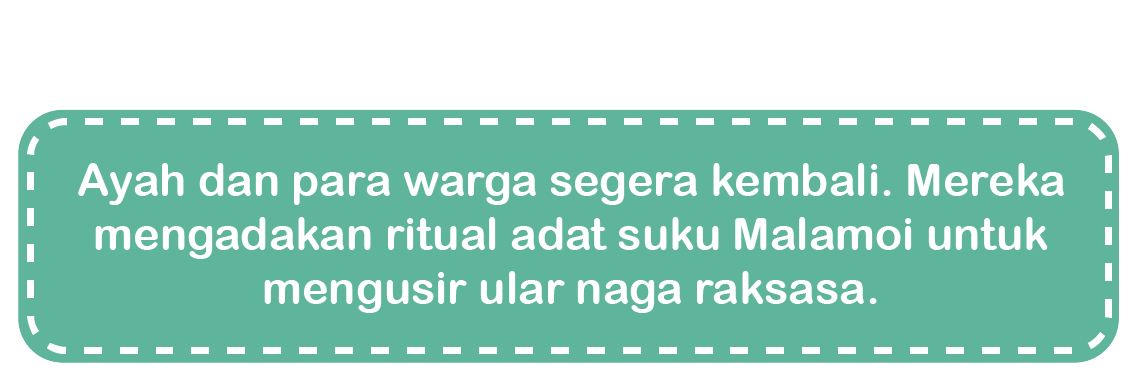 Ayah dan para warga segera kembali. Mereka
mengadakan ritual adat suku Malamoi untuk
mengusir ular naga raksasa.